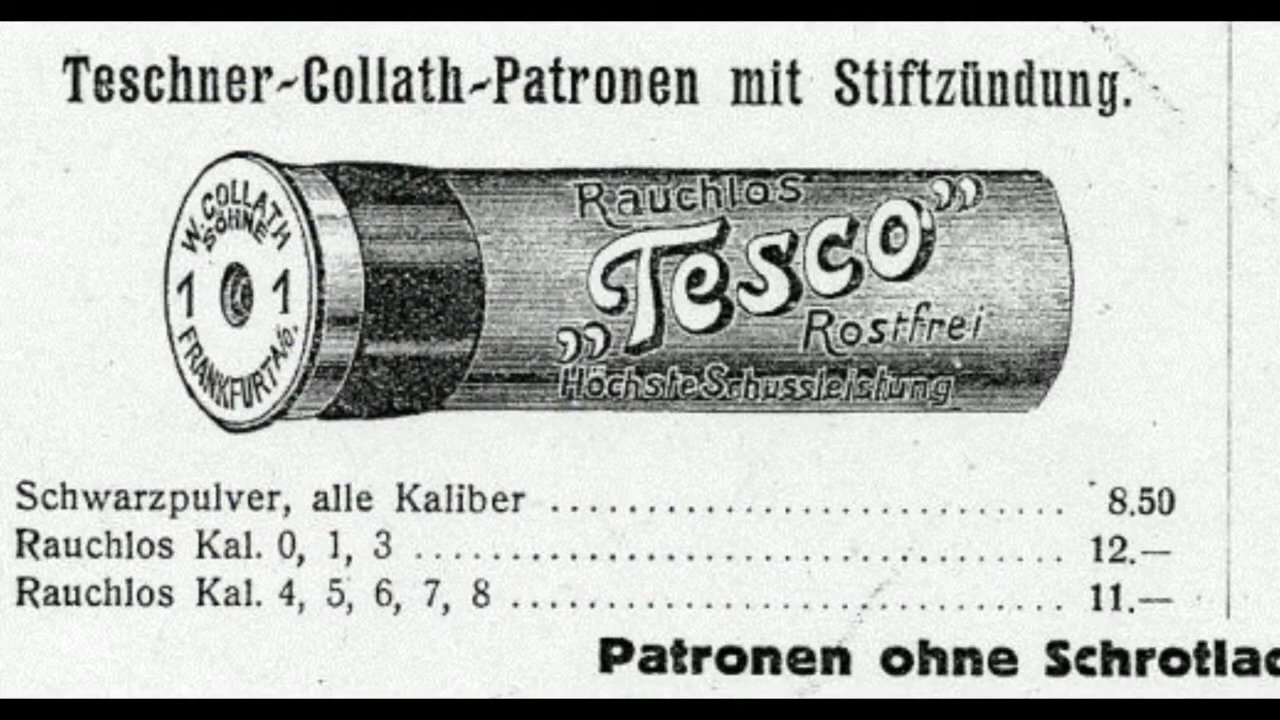 Teschner-Collath-Patronen mit Stiftzündung.
W. COLLATH
SÖHNE
1 1
FRANKFURT A/O.
Rauchlos
„Tesco”
Rostfrei
Höchste Schussleistung
Schwarzpulver, alle Kaliber ........................................ 8.50
Rauchlos Kal. 0, 1, 3 ........................................ 12.—
Rauchlos Kal. 4, 5, 6, 7, 8 ........................................ 11.—
Patronen ohne Schrotlad